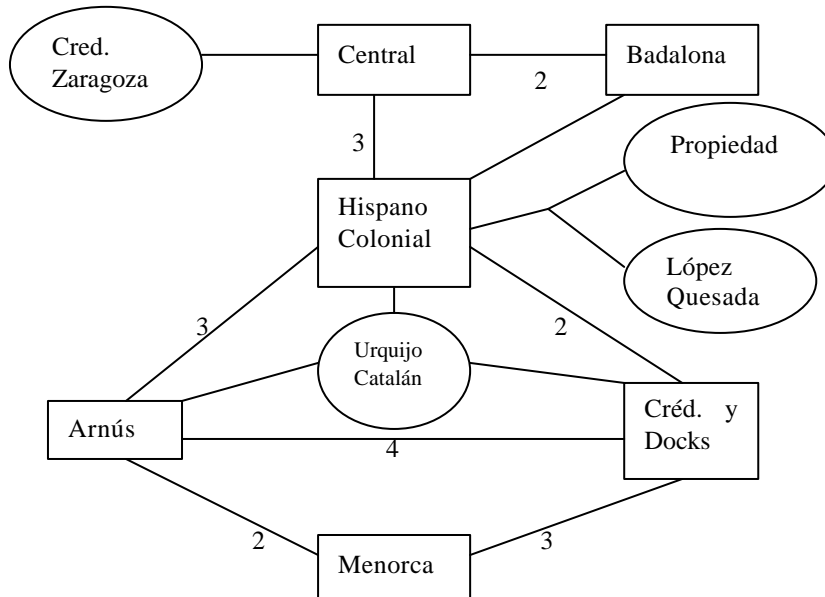 Cred.
Zaragoza
Central
Badalona
2
3
Propiedad
Hispano
Colonial
López
Quesada
3
2
Urquijo
Catalán
Arnús
Créd. y
Docks
4
2
3
Menorca